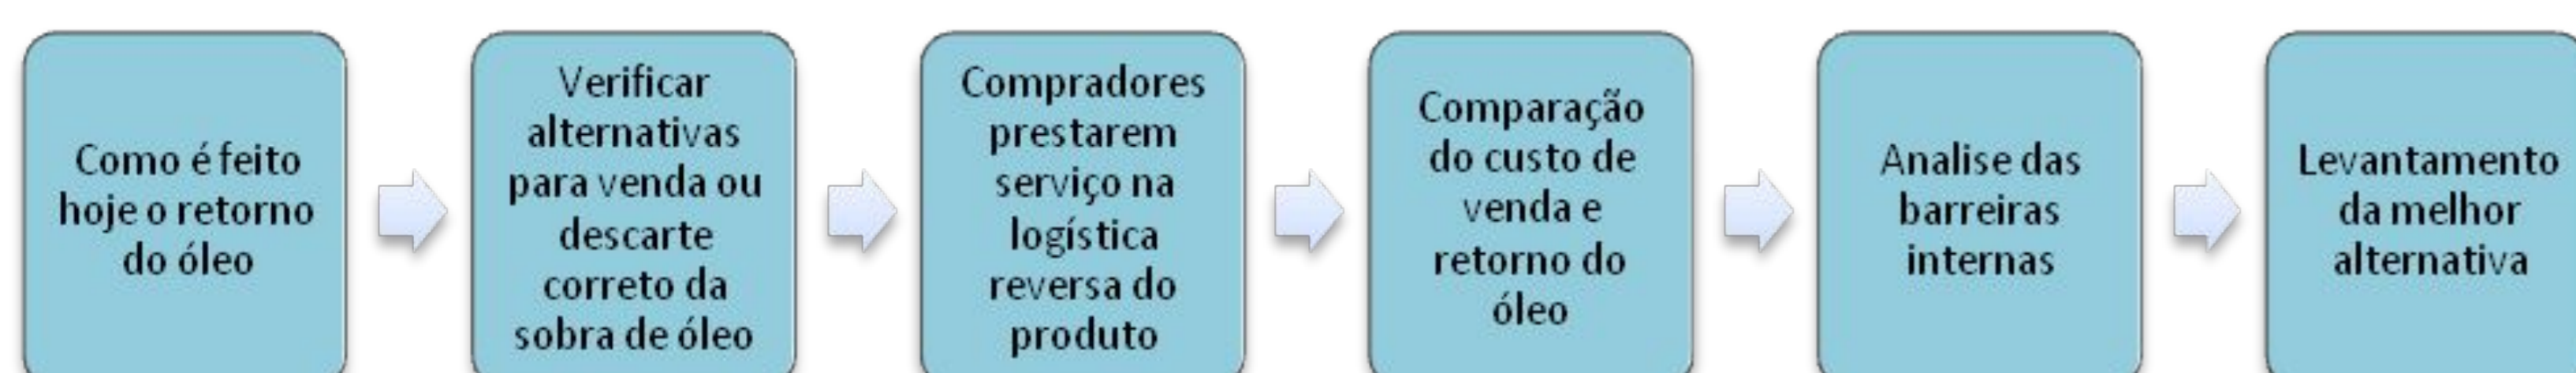 Como é feito
hoje o retorno
do óleo
Verificar
alternativas
para venda ou
descarte
correto da
sobra de óleo
Compradores
prestarem
serviço na
logística
reversa do
produto
Comparação
do custo de
venda e
retorno do
óleo
Analise das
barreiras
internas
Levantamento
da melhor
alternativa